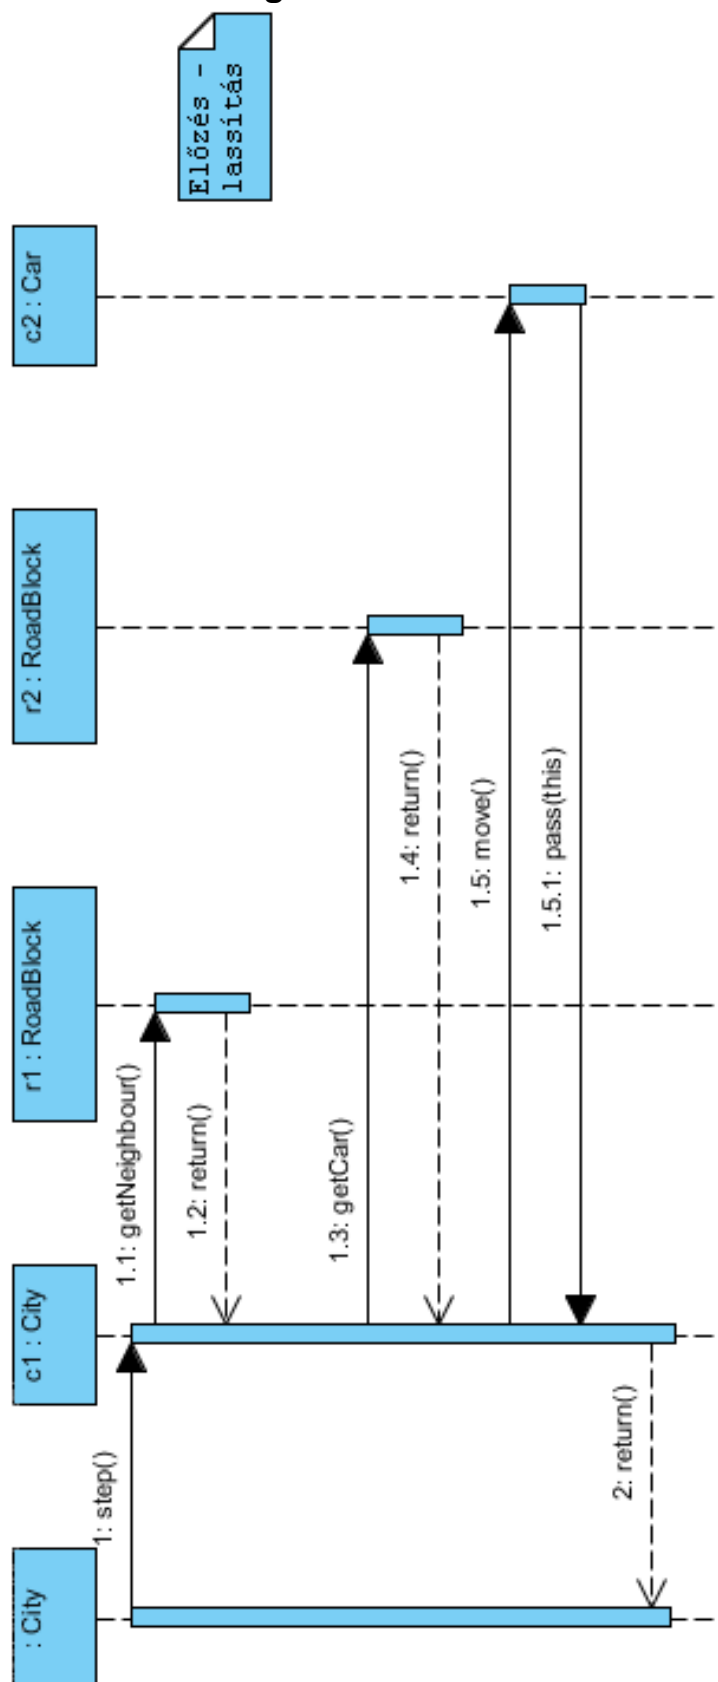 : City
c1 : City
r1 : RoadBlock
r2 : RoadBlock
c2 : Car
Előzés -
lassítás
1: step()
1.1: getNeighbour()
1.2: return()
1.3: getCar()
1.4: return()
1.5: move()
1.5.1: pass(this)
2: return()